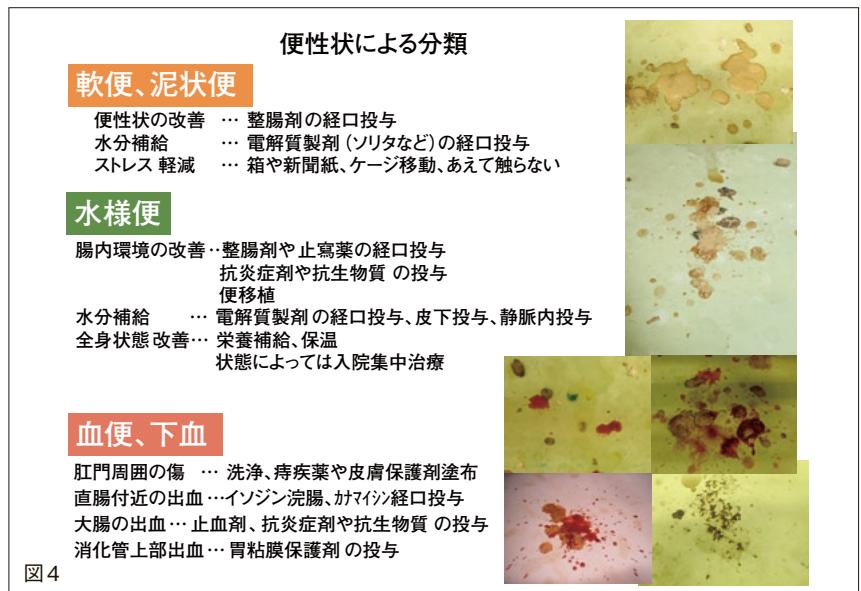 便性状による分類
軟便、泥状便
便性状の改善 … 整腸剤の経口投与
水分補給 … 電解質製剤（ソリタなど）の経口投与
ストレス 軽減 … 箱や新聞紙、ケージ移動、あえて触らない
水様便
腸内環境の改善‥整腸剤や止寫薬の経口投与
抗炎症剤や抗生物質 の投与
便移植
水分補給 … 電解質製剤の経口投与、皮下投与、静脈内投与
全身状態 改善… 栄養補給、保温
状態によっては入院集中治療
血便、下血
肛門周囲の傷 … 洗浄、痔疾薬や皮膚保護剤塗布
直腸付近の出血…イソジン浣腸、カナマイシン経口投与
大腸の出血… 止血剤、抗炎症剤や抗生物質 の投与
消化管上部出血… 胃粘膜保護剤 の投与
図4